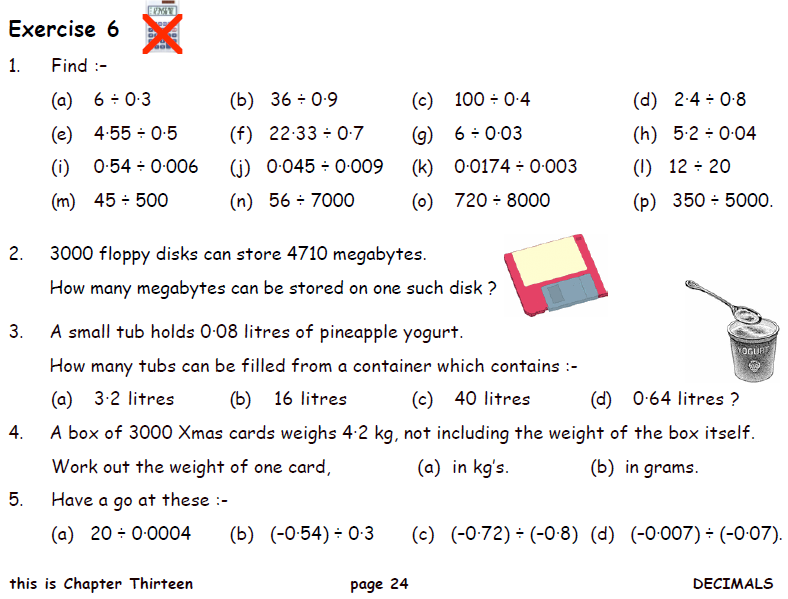 Exercise 6
1. Find :-
(a) 6 ÷ 0·3 (b) 36 ÷ 0·9 (c) 100 ÷ 0·4 (d) 2·4 ÷ 0·8
(e) 4·55 ÷ 0·5 (f) 22·33 ÷ 0·7 (g) 6 ÷ 0·03 (h) 5·2 ÷ 0·04
(i) 0·54 ÷ 0·006 (j) 0·045 ÷ 0·009 (k) 0·0174 ÷ 0·003 (l) 12 ÷ 20
(m) 45 ÷ 500 (n) 56 ÷ 7000 (o) 720 ÷ 8000 (p) 350 ÷ 5000.
2. 3000 floppy disks can store 4710 megabytes.
How many megabytes can be stored on one such disk ?
3. A small tub holds 0·08 litres of pineapple yogurt.
How many tubs can be filled from a container which contains :-
YOGURT
(a) 3·2 litres (b) 16 litres (c) 40 litres (d) 0·64 litres ?
4. A box of 3000 Xmas cards weighs 4·2 kg, not including the weight of the box itself.
Work out the weight of one card, (a) in kg's. (b) in grams.
5. Have a go at these :-
(a) 20 ÷ 0·0004 (b) (-0·54) ÷ 0·3 (c) (-0·72) ÷ (-0·8) (d) (-0·007) ÷ (-0·07).
this is Chapter Thirteen page 24 DECIMALS